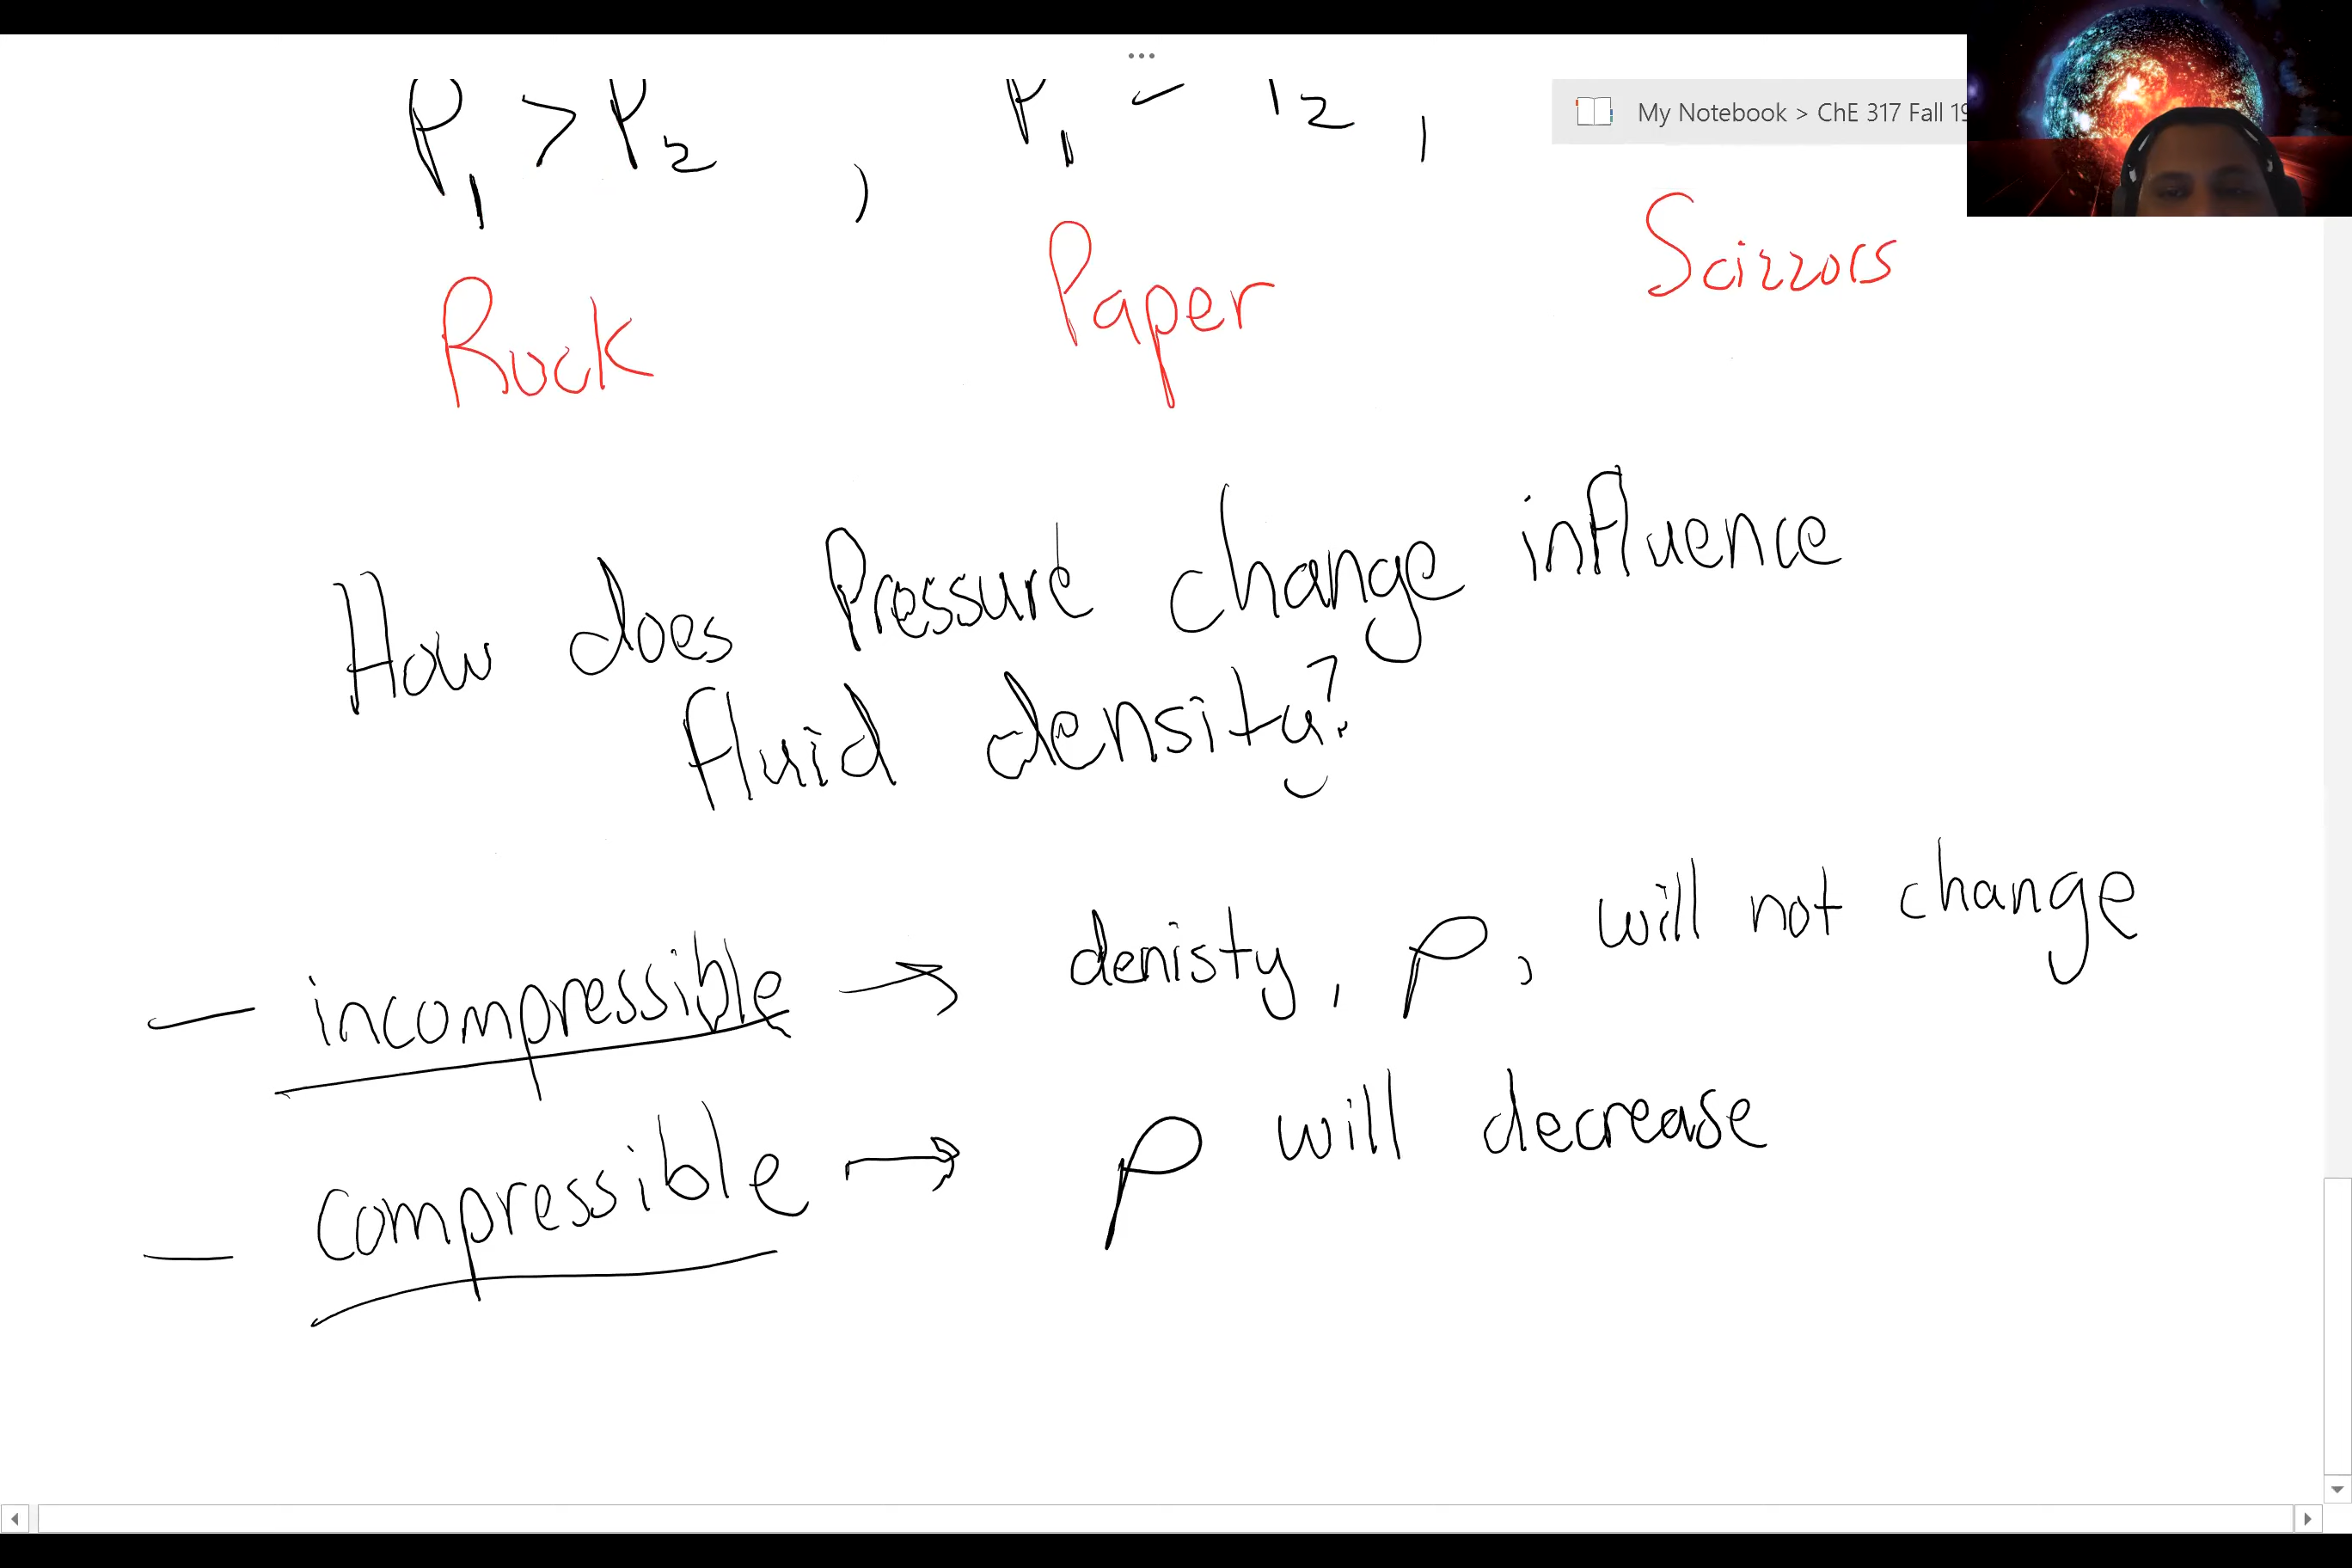 P₁ > P₂ , P₁ - 12 ,
My Notebook > ChE 317 Fall 19
Rock Paper Scizzors
How does Pressure change influence
fluid density?
— incompressible → denisty, ρ, will not change
— compressible → ρ will decrease